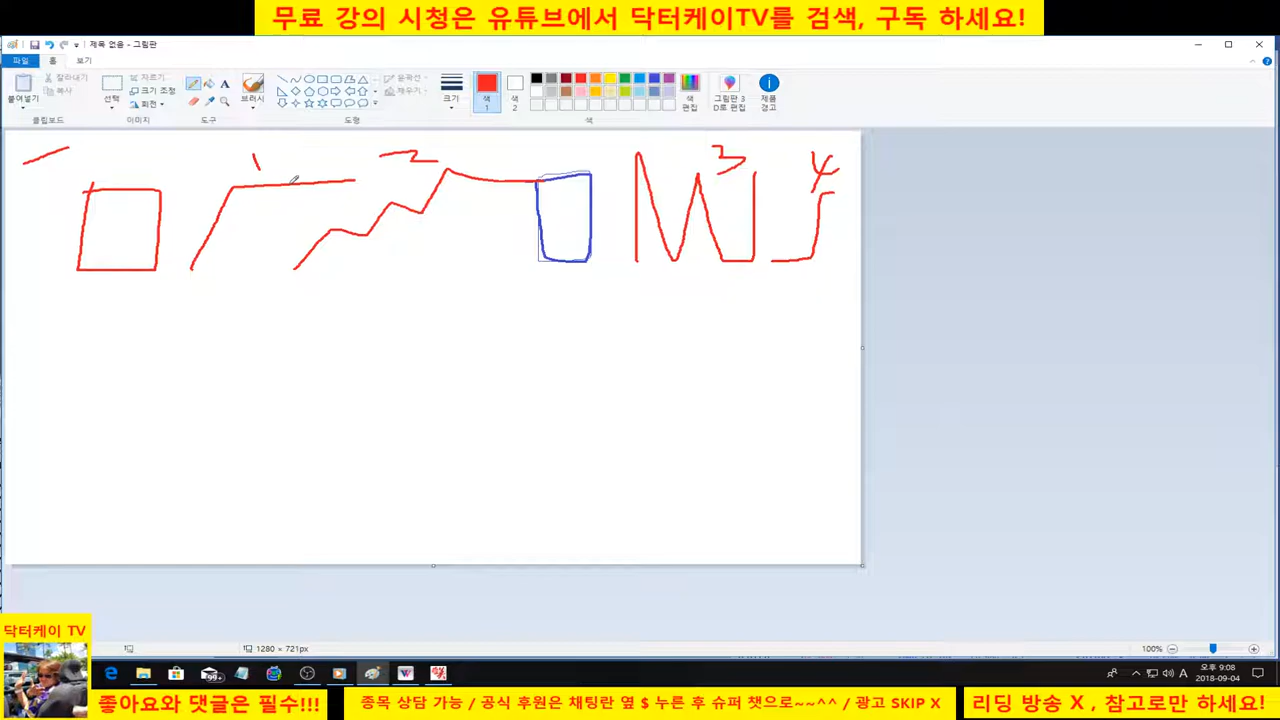 무료 강의 시청은 유튜브에서 닥터케이TV를 검색, 구독 하세요!
제목 없음 - 그림판
파일
홈
보기
붙여넣기
잘라내기
복사
클립보드
선택
자르기
크기 조정
회전
이미지
A
도구
브러시
윤곽선
채우기
도형
크기
색
1
색
2
색
편집
색
그림판 3
D로 편집
제품
경고
1
2
3
4
1280 × 721px
100%
닥터케이 TV
99+
A
오후 9:08
2018-09-04
좋아요와 댓글은 필수!!!
종목 상담 가능 / 공식 후원은 채팅란 옆 $ 누른 후 슈퍼 챗으로~~^^ / 광고 SKIP X
리딩 방송 X , 참고로만 하세요!